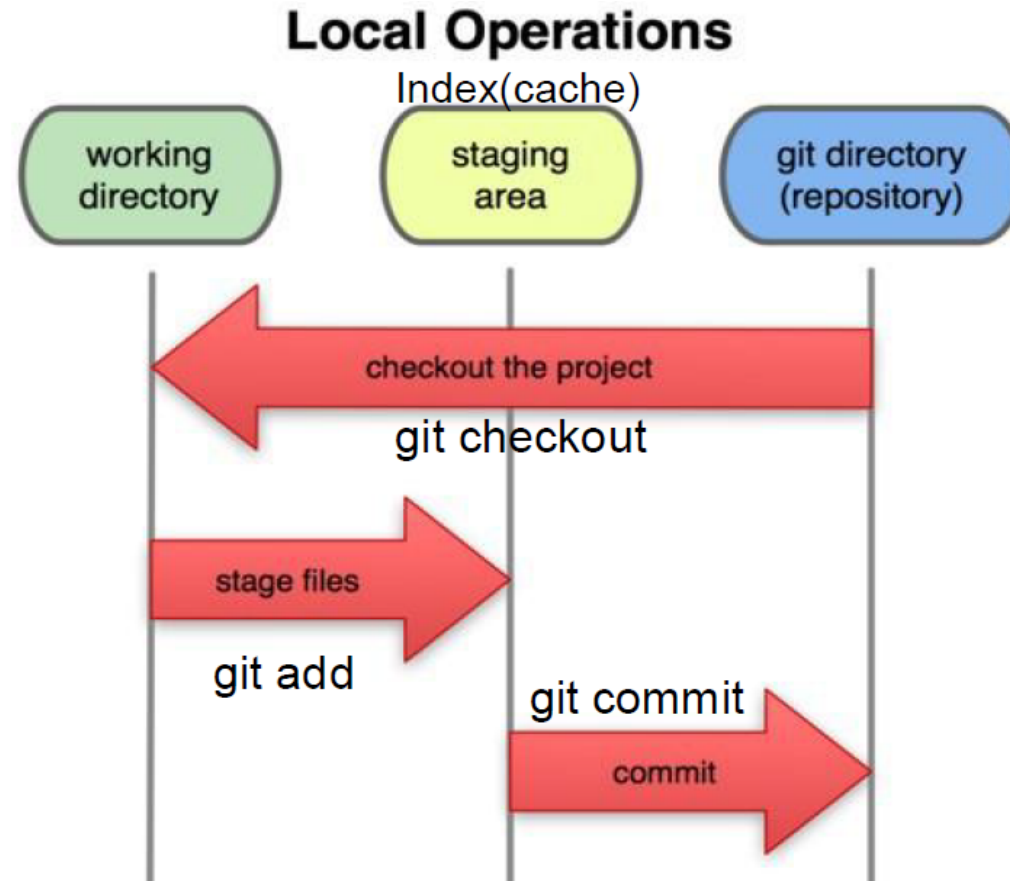 Local Operations
Index(cache)
working
directory
staging
area
git directory
(repository)
checkout the project
git checkout
stage files
git add
git commit
commit